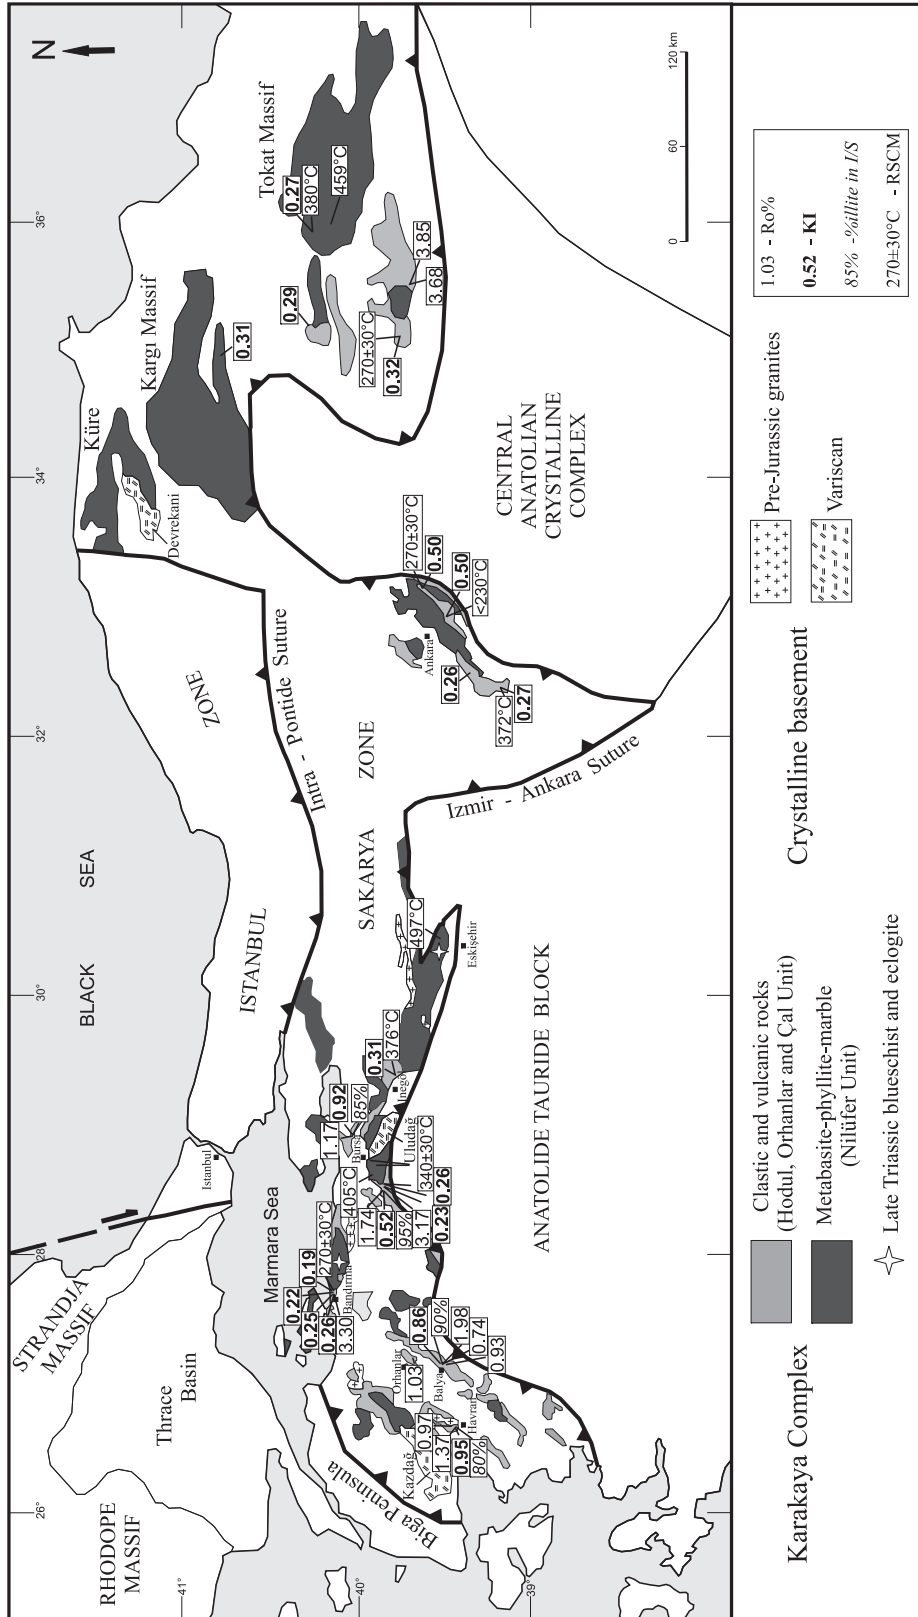 N
26°
28°
30°
32°
34°
36°
41°
40°
39°
BLACK SEA
RHODOPE
MASSIF
STRANDJA
MASSIF
Thrace
Basin
Istanbul
Marmara Sea
ISTANBUL
ZONE
Intra - Pontide Suture
SAKARYA
ZONE
Izmir - Ankara Suture
Küre
Devrekani
Kargı Massif
0.31
Tokat Massif
0.27
380°C
459°C
0.29
270±30°C
0.32
3.68
3.85
CENTRAL
ANATOLIAN
CRYSTALLINE
COMPLEX
Ankara
270±30°C
0.50
0.50
<230°C
0.26
372°C
0.27
497°C
Eskişehir
ANATOLIDE TAURIDE BLOCK
0.31
376°C
Inegö
0.92
1.17
85%
Bursa
Uludağ
340±30°C
405°C
1.74
0.52
95%
3.17
0.23
0.26
0.22
0.19
0.25
270±30°C
0.26
3.30
Bandırma
Biga Peninsula
Orhanlar
1.03
0.86
90%
1.98
0.74
0.93
Balya
Havran
Kazdağ
0.97
1.37
0.95
80%
0 60 120 km
Karakaya Complex
Clastic and vulcanic rocks
(Hodul, Orhanlar and Çal Unit)
Metabasite-phyllite-marble
(Nilüfer Unit)
Late Triassic blueschist and eclogite
Crystalline basement
Pre-Jurassic granites
Variscan
1.03 - Ro%
0.52 - KI
85% -%illite in I/S
270±30°C - RSCM